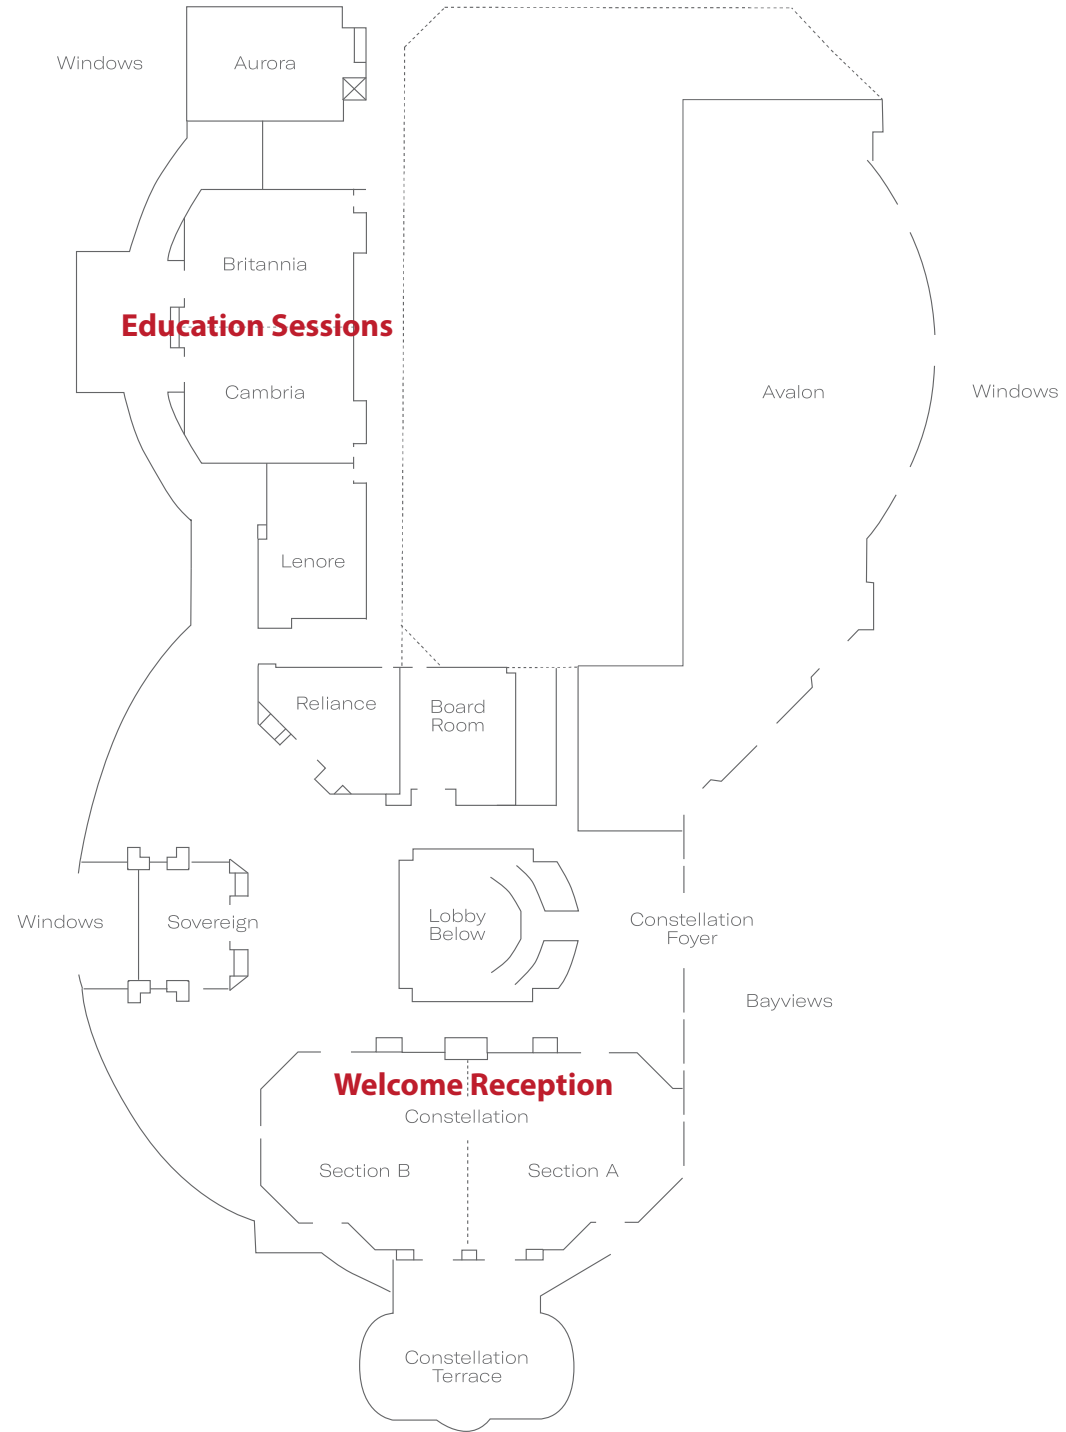 Windows
Aurora
Britannia
Education Sessions
Cambria
Avalon
Windows
Lenore
Reliance
Board
Room
Windows
Sovereign
Lobby
Below
Constellation
Foyer
Bayviews
Welcome Reception
Constellation
Section B
Section A
Constellation
Terrace